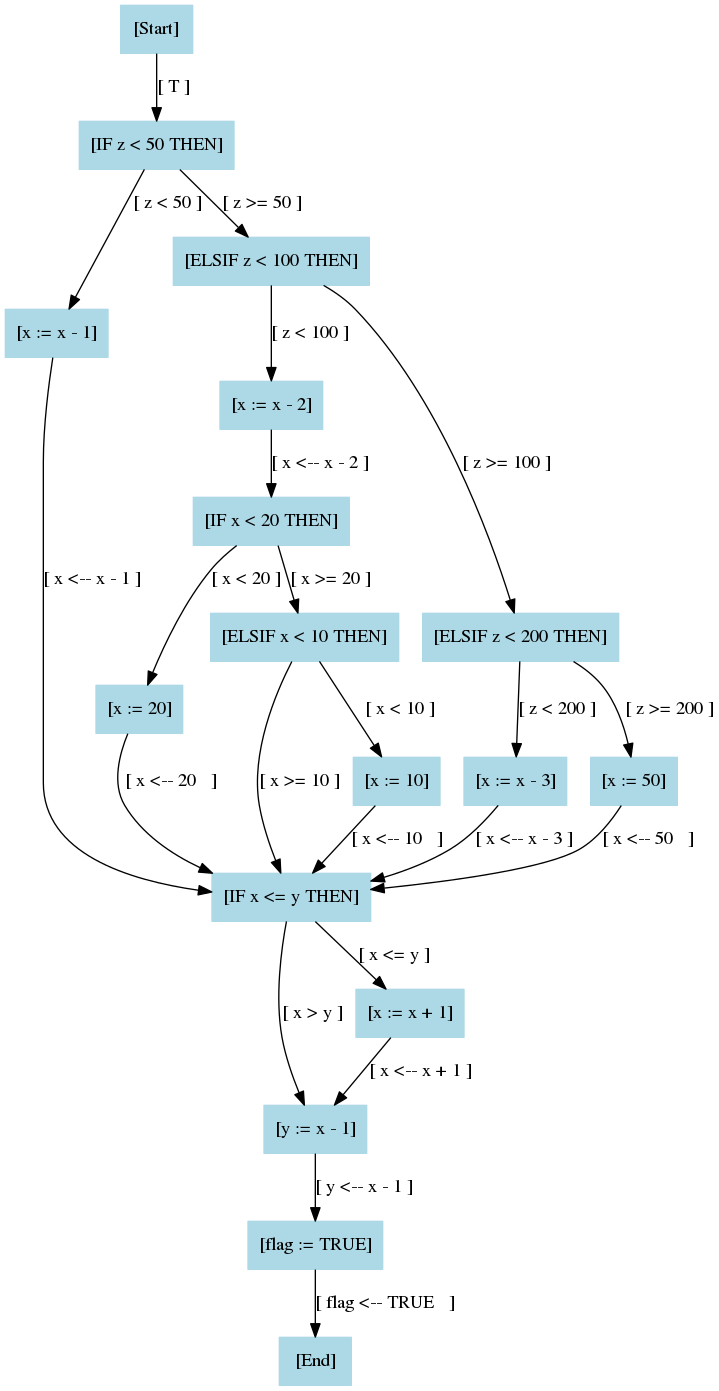 [Start]
[ T ]
[IF z < 50 THEN]
[ z < 50 ]
[ z >= 50 ]
[ELSIF z < 100 THEN]
[x := x - 1]
[ z < 100 ]
[x := x - 2]
[ x <-- x - 2 ]
[ z >= 100 ]
[IF x < 20 THEN]
[ x <-- x - 1 ]
[ x < 20 ]
[ x >= 20 ]
[ELSIF x < 10 THEN]
[ELSIF z < 200 THEN]
[x := 20]
[ x < 10 ]
[ z < 200 ]
[ z >= 200 ]
[ x <-- 20   ]
[ x >= 10 ]
[x := 10]
[x := x - 3]
[x := 50]
[ x <-- 10   ]
[ x <-- x - 3 ]
[ x <-- 50   ]
[IF x <= y THEN]
[ x <= y ]
[ x > y ]
[x := x + 1]
[ x <-- x + 1 ]
[y := x - 1]
[ y <-- x - 1 ]
[flag := TRUE]
[ flag <-- TRUE   ]
[End]